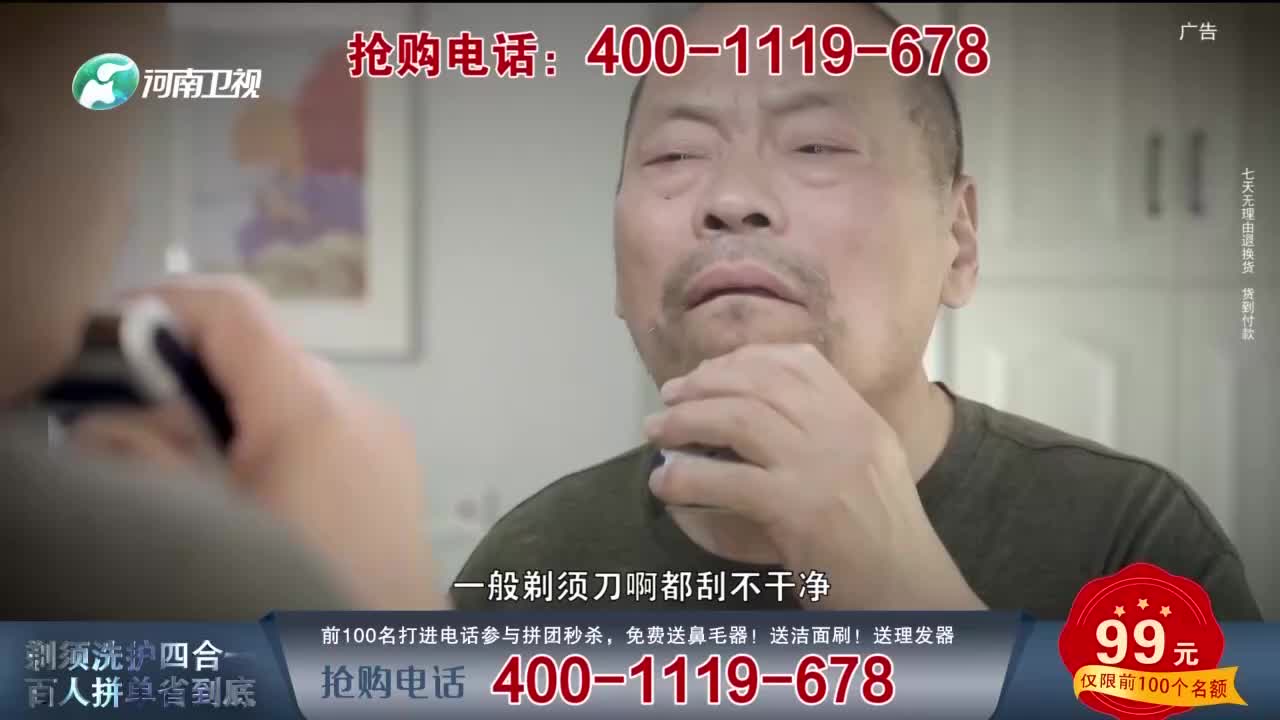 抢购电话：400-1119-678
广告
河南卫视
七天无理由退换货 货到付款
一般剃须刀啊都刮不干净
剃须洗护四合一
百人拼单省到底
前100名打进电话参与拼团秒杀，免费送鼻毛器！送洁面刷！送理发器
抢购电话 400-1119-678
99元
仅限前100个名额